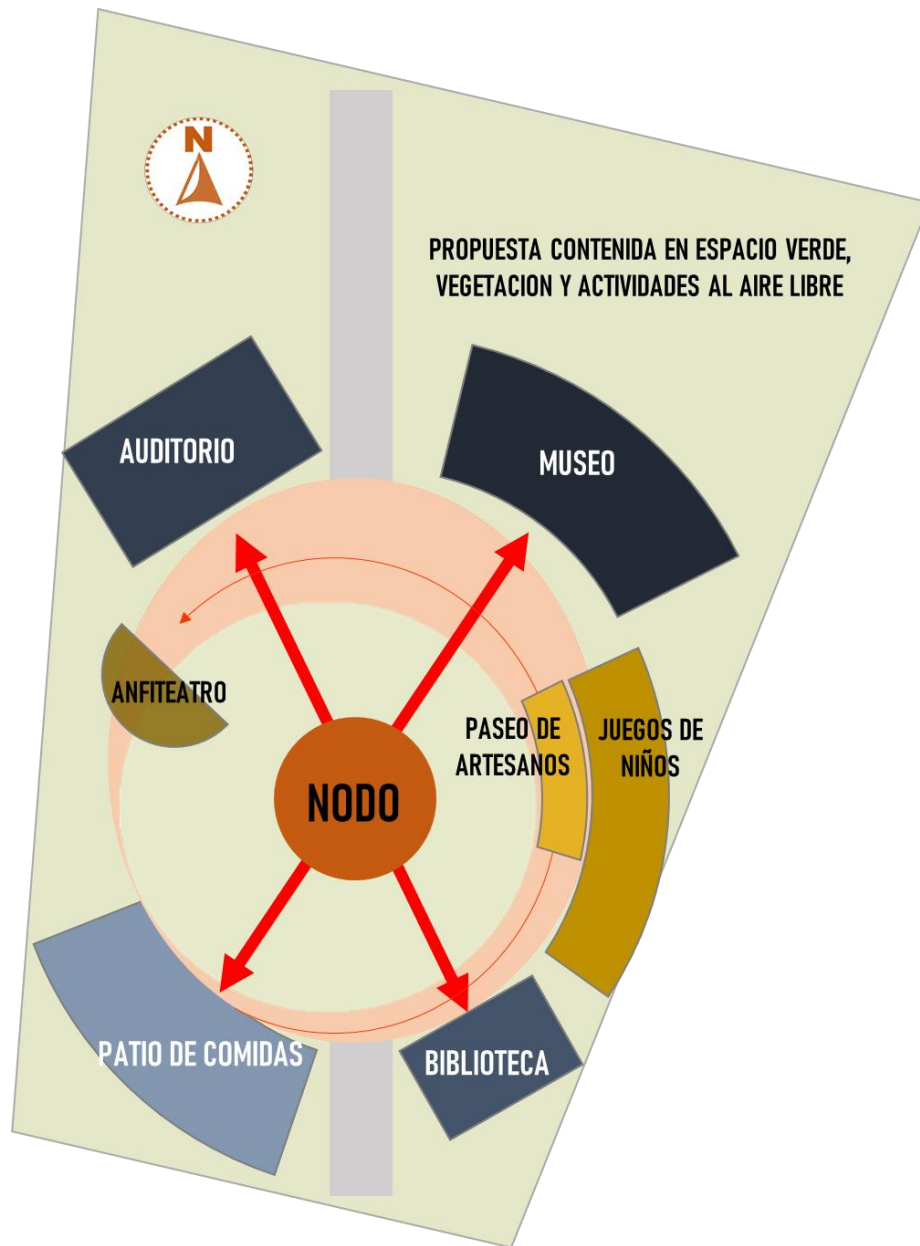 N
PROPUESTA CONTENIDA EN ESPACIO VERDE,
VEGETACION Y ACTIVIDADES AL AIRE LIBRE
AUDITORIO
MUSEO
ANFITEATRO
PASEO DE
ARTESANOS
JUEGOS DE
NIÑOS
NODO
PATIO DE COMIDAS
BIBLIOTECA